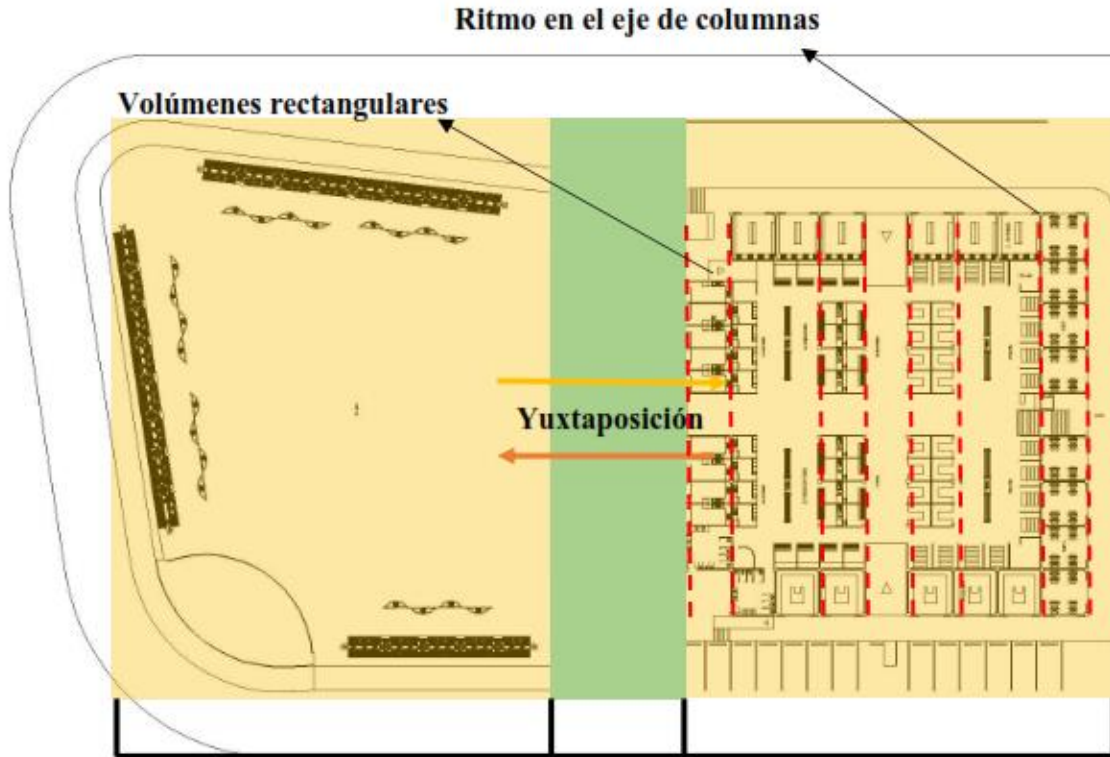 Ritmo en el eje de columnas
Volúmenes rectangulares
Yuxtaposición